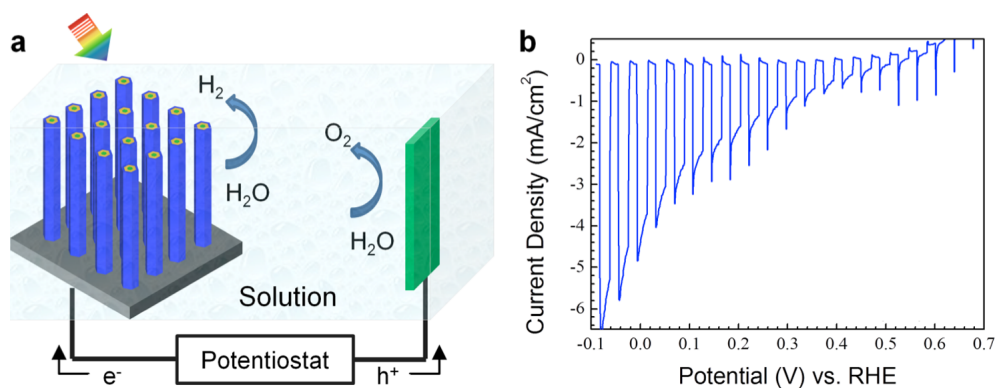 a
H2
H2O
O2
H2O
Solution
Potentiostat
e-
h+
b
0
-1
-2
-3
-4
-5
-6
Current Density (mA/cm2)
-0.1 0.0 0.1 0.2 0.3 0.4 0.5 0.6 0.7
Potential (V) vs. RHE